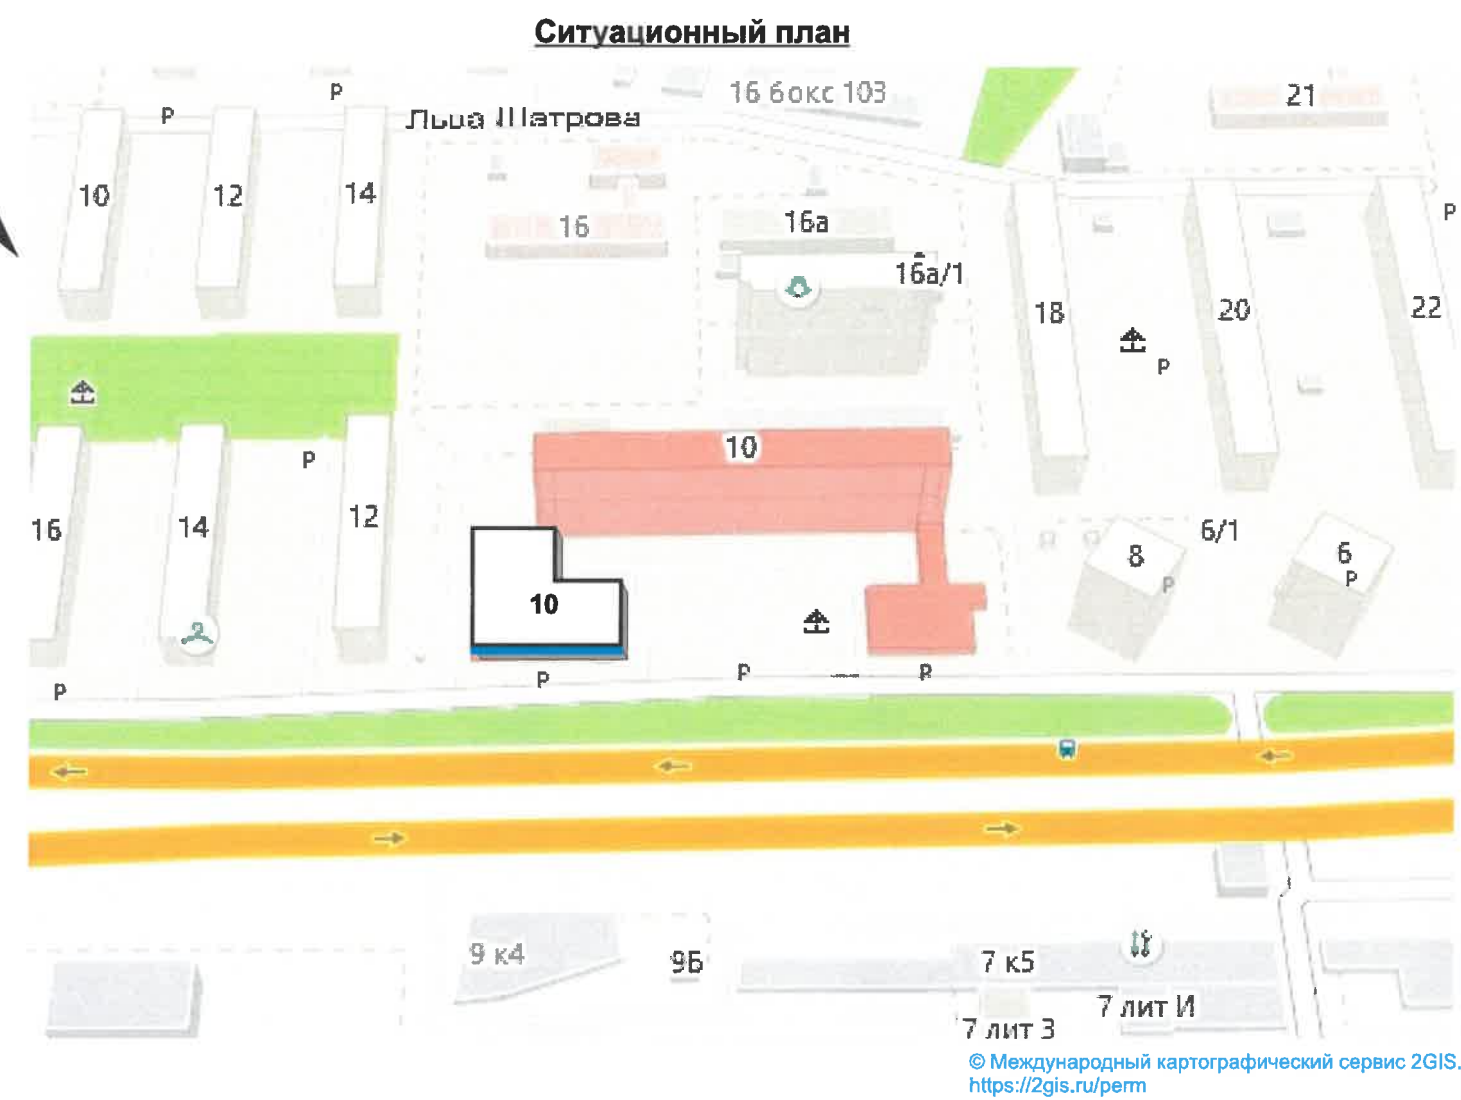 Ситуационный план
P
P
16 бокс 103
21
Льва Шатрова
10
12
14
16
16а
P
16а/1
18
20
22
P
10
P
16
14
12
8
6/1
6
P
P
10
P
P
P
P
9 к4
9Б
7 к5
7 лит И
7 лит З
© Международный картографический сервис 2GIS.
https://2gis.ru/perm